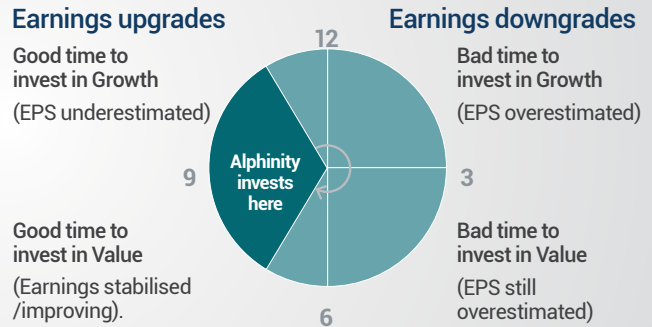 Earnings upgrades
Earnings downgrades
12
Good time to
invest in Growth
(EPS underestimated)
Bad time to
invest in Growth
(EPS overestimated)
Alphinity
invests
here
9
3
Good time to
invest in Value
(Earnings stabilised
/improving).
Bad time to
invest in Value
(EPS still
overestimated)
6